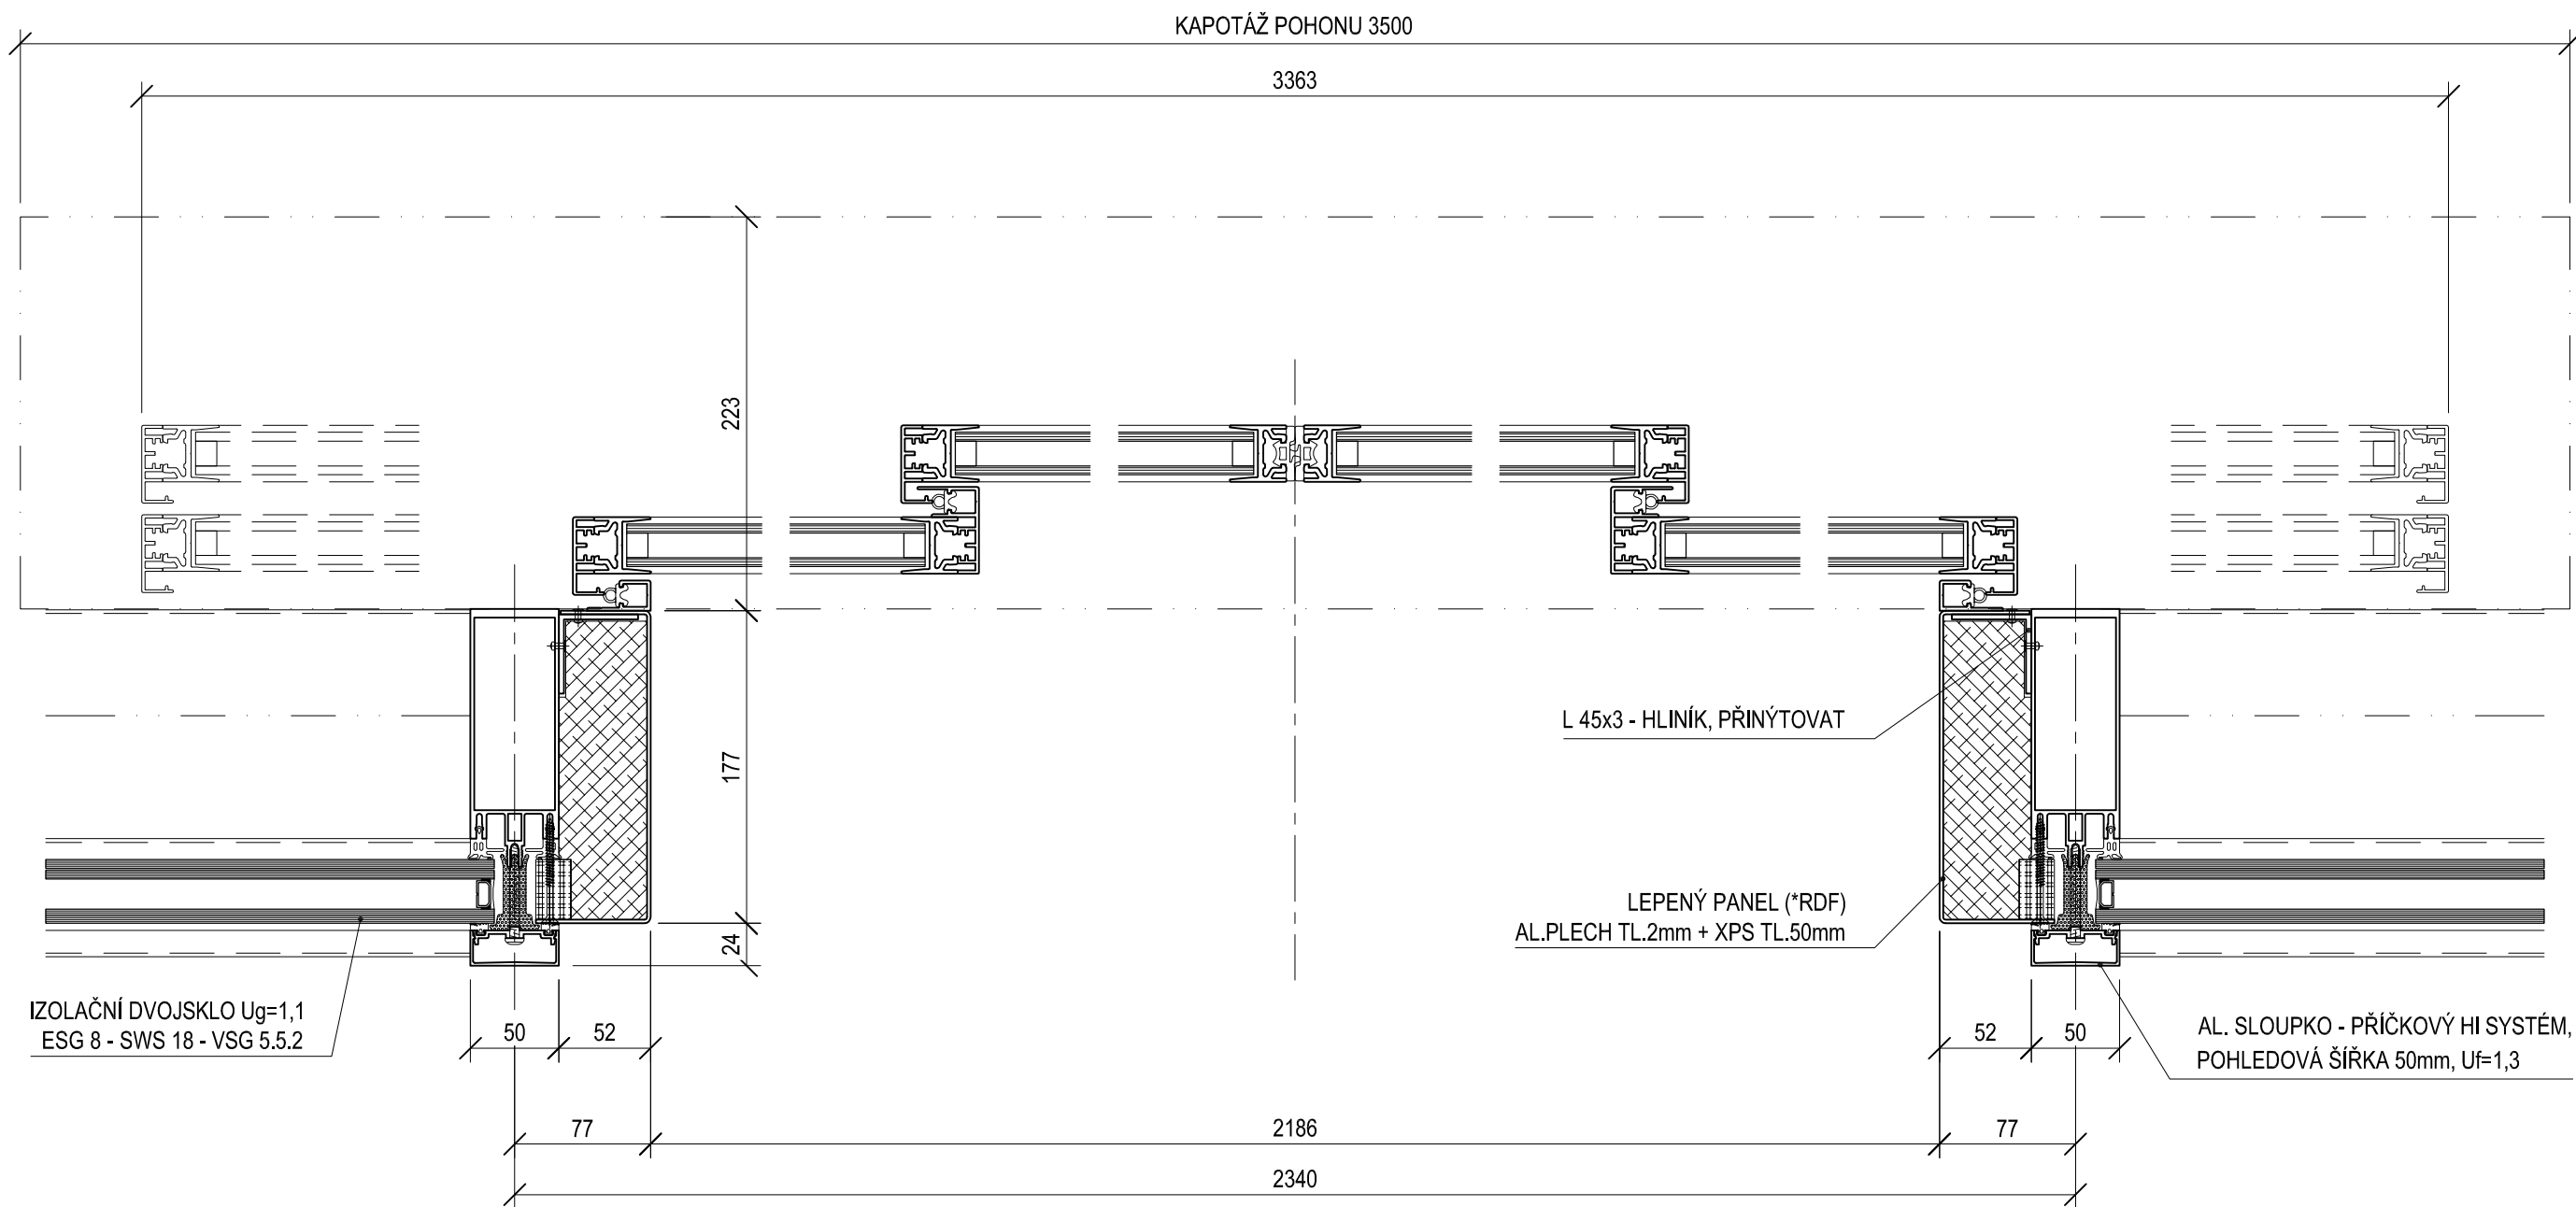 KAPOTÁŽ POHONU 3500
3363
223
177
24
L 45x3 - HLINÍK, PŘINÝTOVAT
LEPENÝ PANEL (*RDF)
AL.PLECH TL.2mm + XPS TL.50mm
IZOLAČNÍ DVOJSKLO Ug=1,1
ESG 8 - SWS 18 - VSG 5.5.2
50
52
52
50
AL. SLOUPKO - PŘÍČKOVÝ HI SYSTÉM,
POHLEDOVÁ ŠÍŘKA 50mm, Uf=1,3
77
2186
77
2340